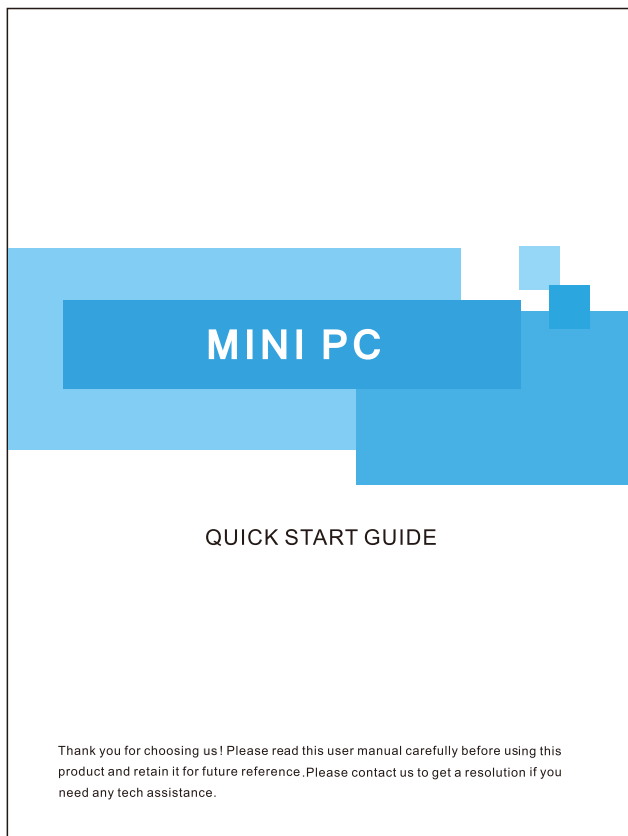 MINI PC
QUICK START GUIDE
Thank you for choosing us! Please read this user manual carefully before using this
product and retain it for future reference.Please contact us to get a resolution if you
need any tech assistance.